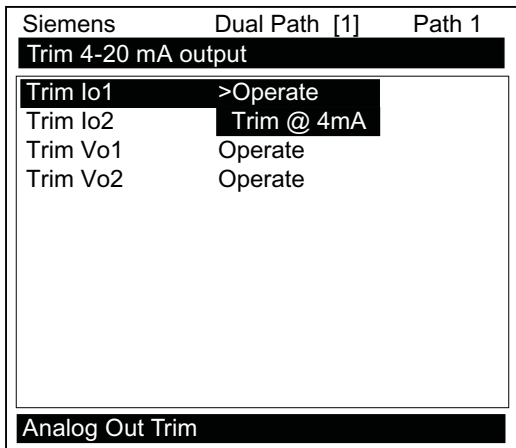 Siemens Dual Path [1] Path 1
Trim 4-20 mA output
Trim Io1 >Operate
Trim Io2 Trim @ 4mA
Trim Vo1 Operate
Trim Vo2 Operate
Analog Out Trim